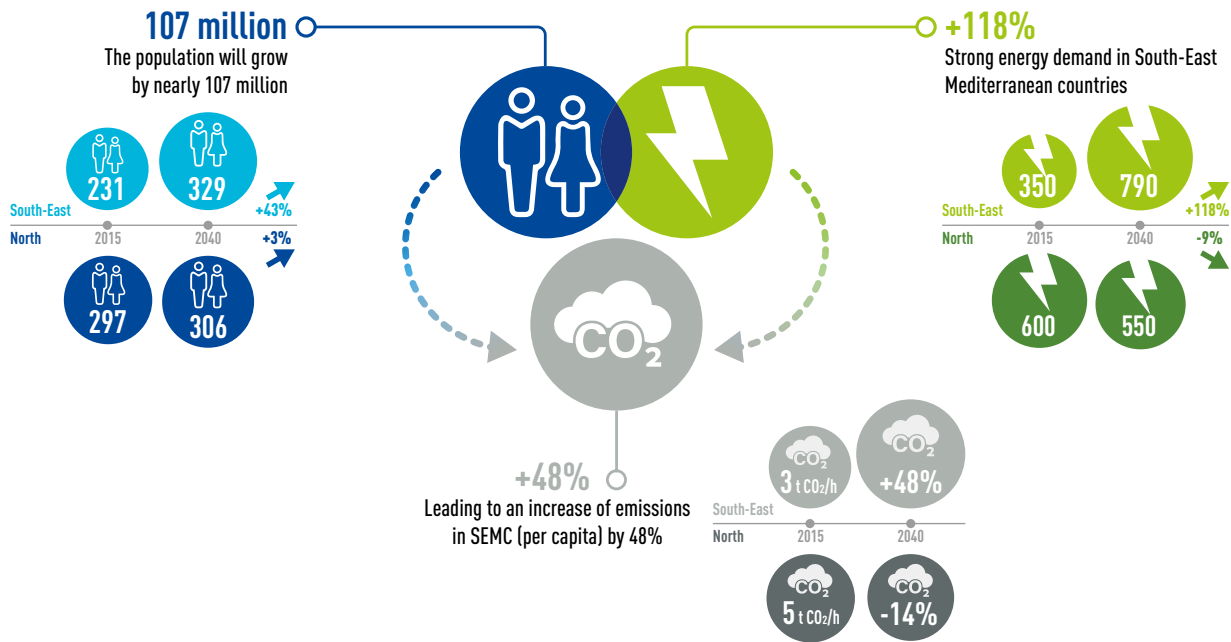 107 million
The population will grow
by nearly 107 million
231
329
South-East
+43%
2015
2040
North
+3%
297
306
+118%
Strong energy demand in South-East
Mediterranean countries
350
790
South-East
+118%
2015
2040
North
-9%
600
550
CO₂
+48%
Leading to an increase of emissions
in SEMC (per capita) by 48%
CO₂
3 t CO₂/h
CO₂
+48%
South-East
North
2015
2040
CO₂
5 t CO₂/h
CO₂
-14%